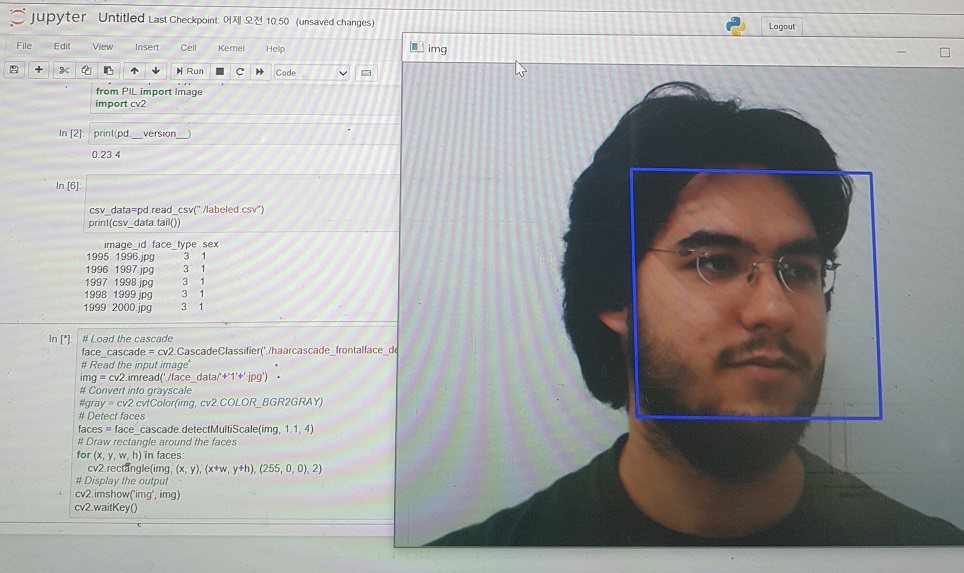 jupyter Untitled Last Checkpoint: 어제 오전 10:50 (unsaved changes)
Logout
File Edit View Insert Cell Kernel Help
Run Code
img
from PIL import Image
import cv2
In [2]: print(pd.__version__)
0.23.4
In [6]:
csv_data=pd.read_csv("./labeled.csv")
print(csv_data.tail())
image_id face_type sex
1995 1996.jpg 3 1
1996 1997.jpg 3 1
1997 1998.jpg 3 1
1998 1999.jpg 3 1
1999 2000.jpg 3 1
In [*]: # Load the cascade
face_cascade = cv2.CascadeClassifier('./haarcascade_frontalface_de
# Read the input image
img = cv2.imread('./face_data/'+'1'+'.jpg')
# Convert into grayscale
#gray = cv2.cvtColor(img, cv2.COLOR_BGR2GRAY)
# Detect faces
faces = face_cascade.detectMultiScale(img, 1.1, 4)
# Draw rectangle around the faces
for (x, y, w, h) in faces:
cv2.rectangle(img, (x, y), (x+w, y+h), (255, 0, 0), 2)
# Display the output
cv2.imshow('img', img)
cv2.waitKey()